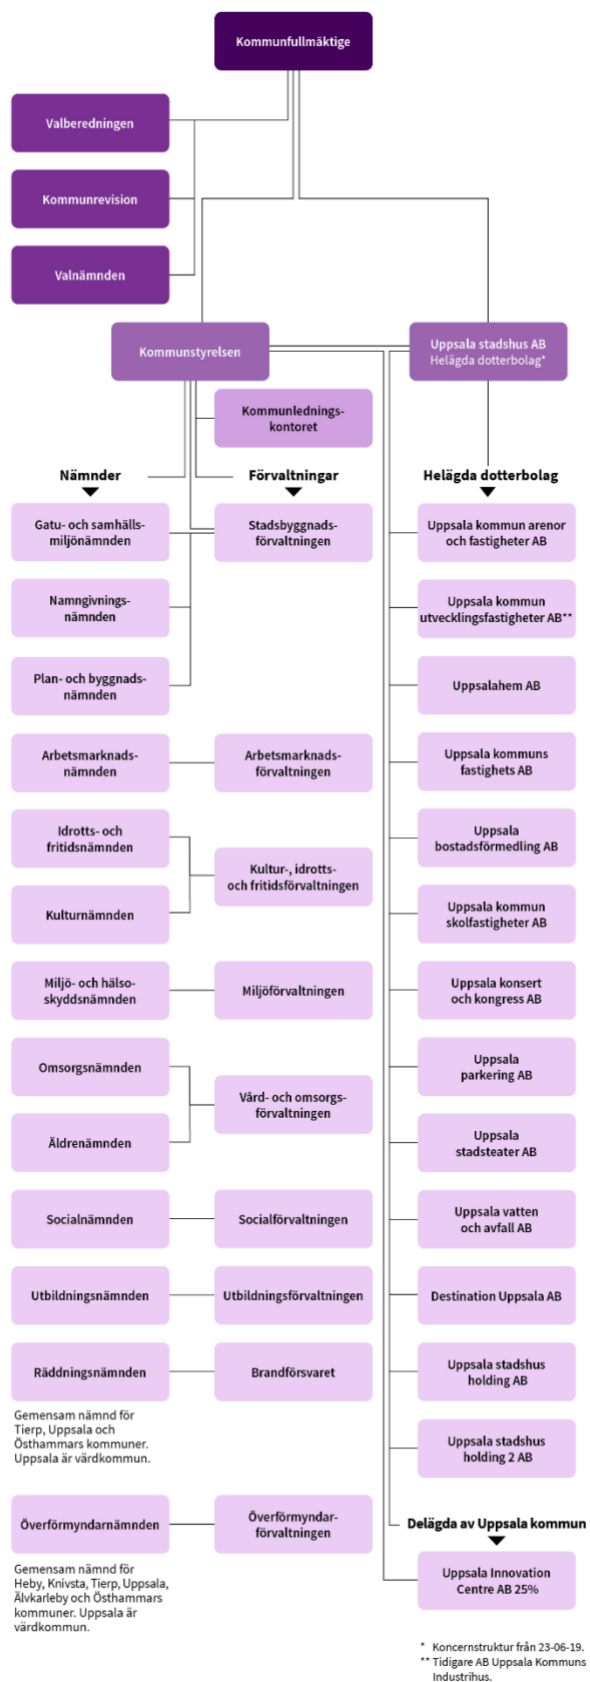 Kommunfullmäktige
Valberedningen
Kommunrevision
Valnämnden
Kommunstyrelsen
Uppsala stadshus AB
Helägda dotterbolag*
Kommunlednings-
kontoret
Nämnder
Förvaltningar
Helägda dotterbolag
Gatu- och samhälls-
miljönämnden
Stadsbyggnads-
förvaltningen
Uppsala kommun arenor
och fastigheter AB
Namngivnings-
nämnden
Uppsala kommun
utvecklingsfastigheter AB**
Plan- och byggnads-
nämnden
Uppsalahem AB
Arbetsmarknads-
nämnden
Arbetsmarknads-
förvaltningen
Uppsala kommuns
fastighets AB
Idrotts- och
fritidsnämnden
Kultur-, idrotts-
och fritidsförvaltningen
Uppsala
bostadsförmedling AB
Kulturnämnden
Uppsala kommun
skolfastigheter AB
Miljö- och hälso-
skyddsnämnden
Miljöförvaltningen
Uppsala konsert
och kongress AB
Omsorgsnämnden
Vård- och omsorgs-
förvaltningen
Uppsala
parkering AB
Äldrenämnden
Uppsala
stadsteater AB
Socialnämnden
Socialförvaltningen
Uppsala vatten
och avfall AB
Utbildningsnämnden
Utbildningsförvaltningen
Destination Uppsala AB
Räddningsnämnden
Brandförsvaret
Uppsala stadshus
holding AB
Gemensam nämnd för
Tierp, Uppsala och
Östhammars kommuner.
Uppsala är värdkommun.
Uppsala stadshus
holding 2 AB
Överförmyndarnämnden
Överförmyndar-
förvaltningen
Delägda av Uppsala kommun
Gemensam nämnd för
Heby, Knivsta, Tierp, Uppsala,
Älvkarleby och Östhammars
kommuner. Uppsala är
värdkommun.
Uppsala Innovation
Centre AB 25%
* Koncernstruktur från 23-06-19.
** Tidigare AB Uppsala Kommuns
Industrihus.